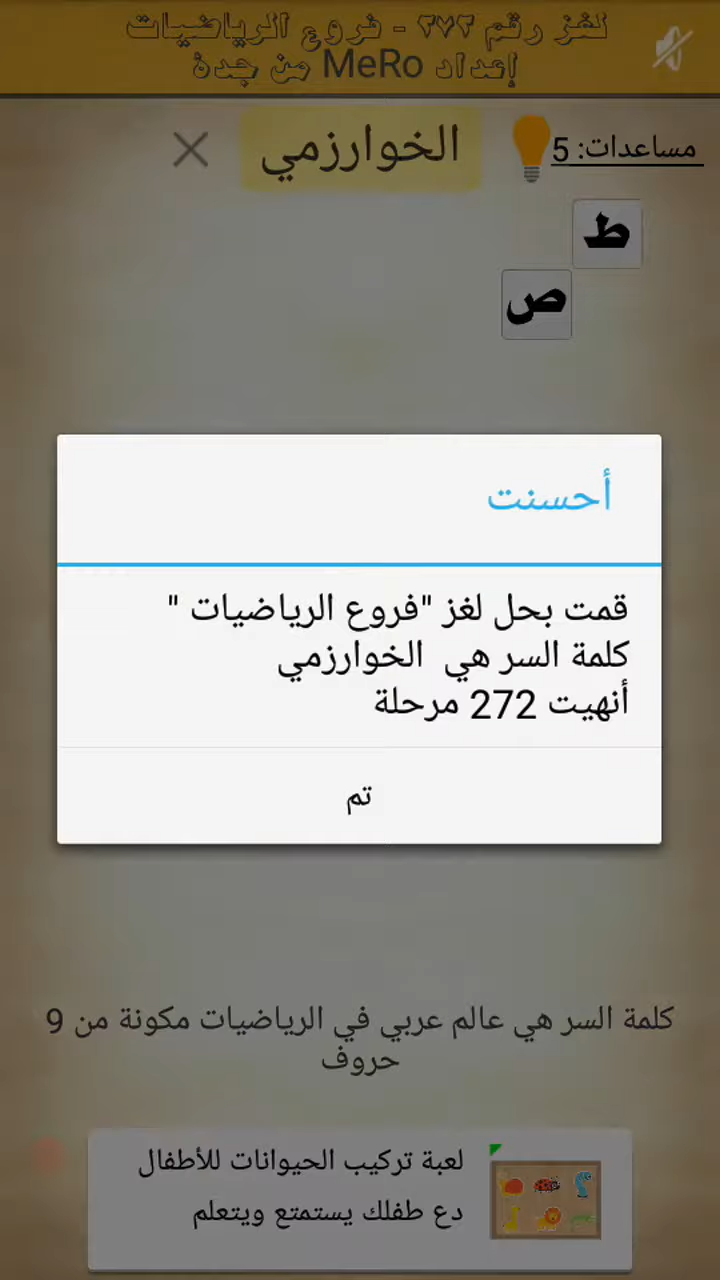 لغز رقم ٢٧٢ - فروع الرياضيات
إعداد MeRo من جدة
مساعدات: 5
الخوارزمي
ط
ص
أحسنت
قمت بحل لغز "فروع الرياضيات "
كلمة السر هي الخوارزمي
أنهيت 272 مرحلة
تم
كلمة السر هي عالم عربي في الرياضيات مكونة من 9
حروف
لعبة تركيب الحيوانات للأطفال
دع طفلك يستمتع ويتعلم